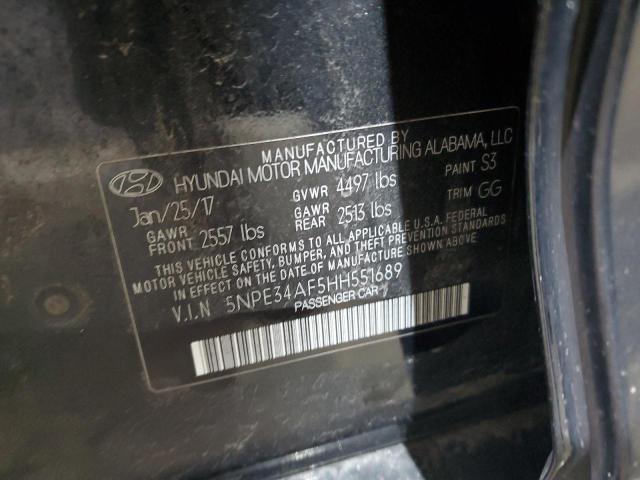 MANUFACTURED BY
HYUNDAI MOTOR MANUFACTURING ALABAMA, LLC
Jan/25/17 GVWR 4497 lbs PAINT S3
GAWR FRONT 2557 lbs GAWR REAR 2513 lbs TRIM GG
THIS VEHICLE CONFORMS TO ALL APPLICABLE U.S.A. FEDERAL
MOTOR VEHICLE SAFETY, BUMPER, AND THEFT PREVENTION STANDARDS
IN EFFECT ON THE DATE OF MANUFACTURE SHOWN ABOVE.
V.I.N 5NPE34AF5HH551689
PASSENGER CAR